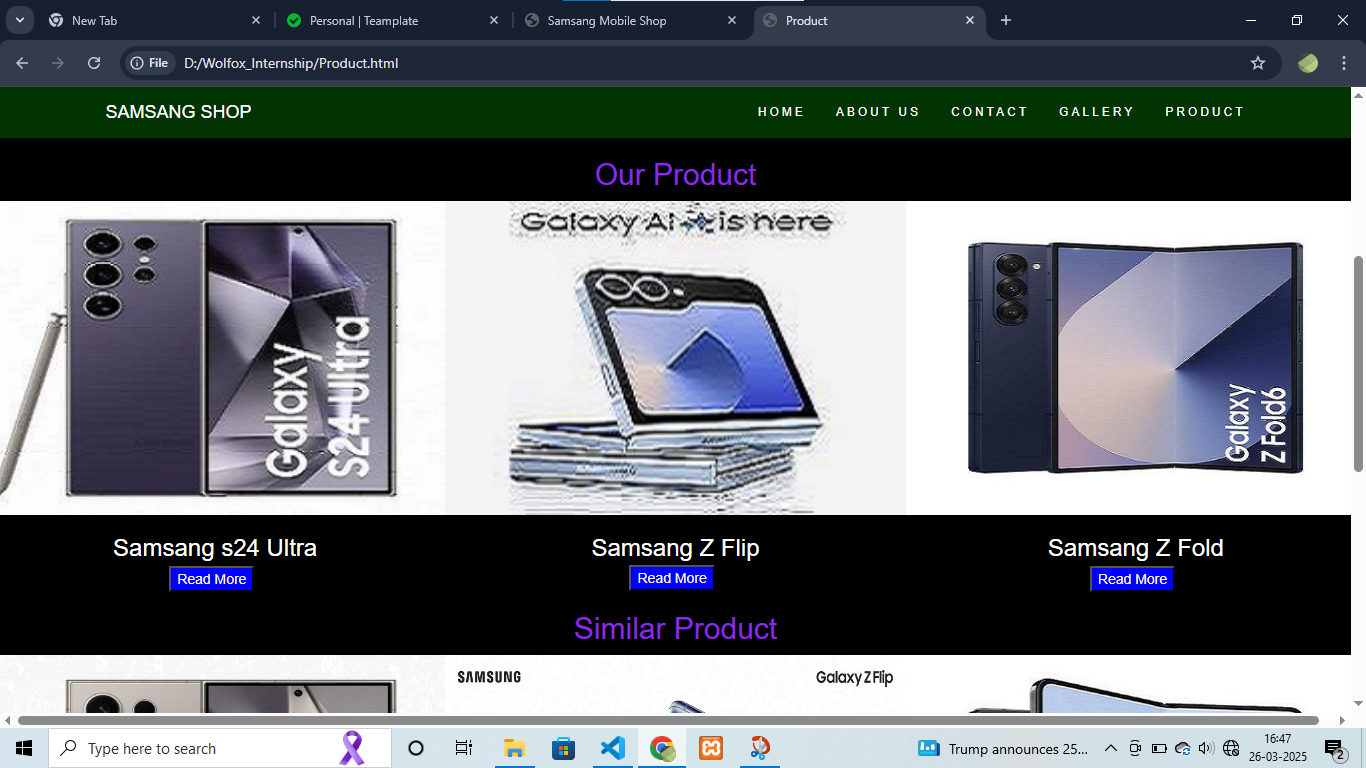 New Tab
Personal | Teamplate
Samsang Mobile Shop
Product
File
D:/Wolfox_Internship/Product.html
SAMSANG SHOP
HOME ABOUT US CONTACT GALLERY PRODUCT
Our Product
Galaxy S24 Ultra
Galaxy AI is here
Galaxy Z Fold6
Samsang s24 Ultra
Samsang Z Flip
Samsang Z Fold
Read More
Read More
Read More
Similar Product
SAMSUNG
Galaxy Z Flip
Type here to search
Trump announces 25...
16:47
26-03-2025
2